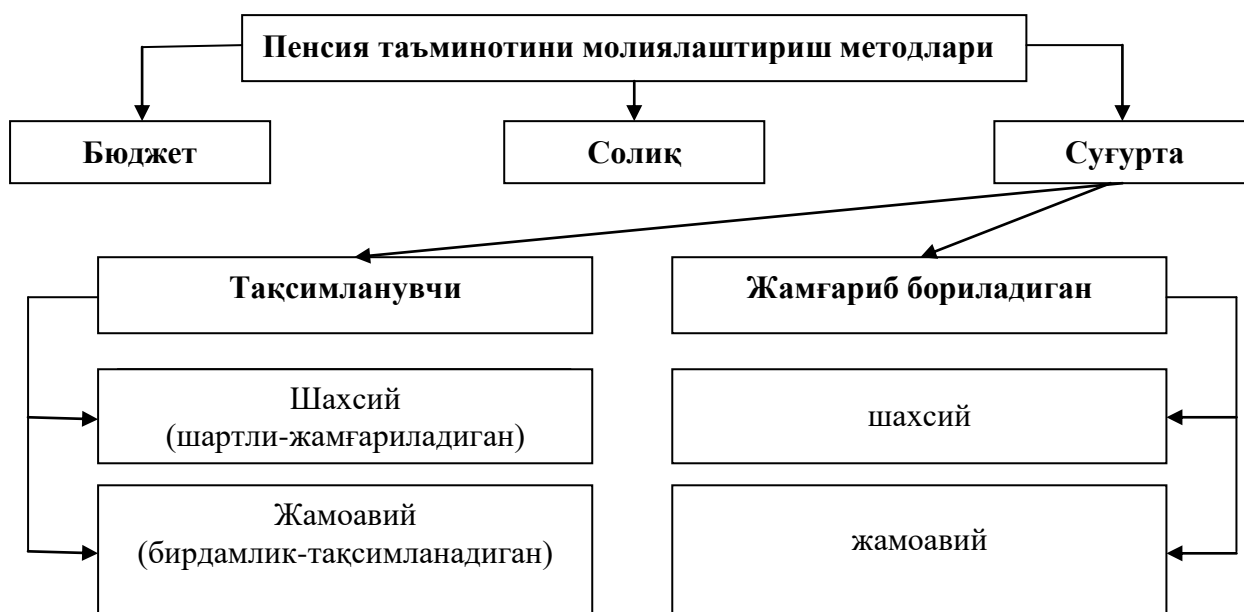 Пенсия таъминотини молиялаштириш методлари
Бюджет
Солиқ
Суғурта
Тақсимланувчи
Жамғариб бориладиган
Шахсий
(шартли-жамғариладиган)
шахсий
Жамоавий
(бирдамлик-тақсимланадиган)
жамоавий